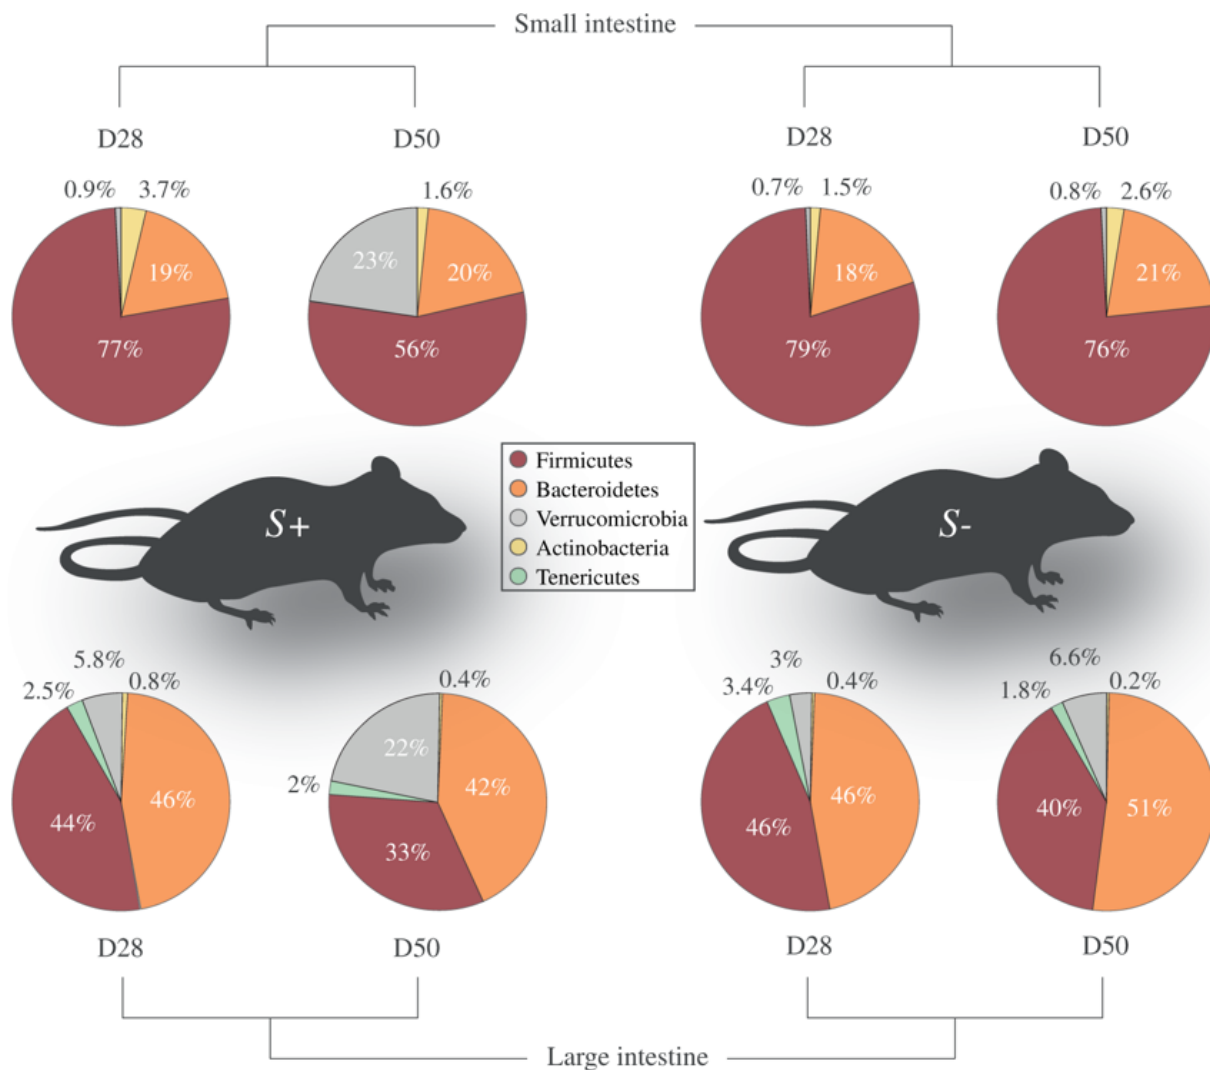 Small intestine
D28
D50
D28
D50
0.9%
3.7%
19%
77%
1.6%
23%
20%
56%
0.7%
1.5%
18%
79%
0.8%
2.6%
21%
76%
S+
Firmicutes
Bacteroidetes
Verrucomicrobia
Actinobacteria
Tenericutes
S-
5.8%
2.5%
0.8%
46%
44%
0.4%
22%
2%
42%
33%
3%
3.4%
0.4%
46%
46%
6.6%
1.8%
0.2%
40%
51%
D28
D50
D28
D50
Large intestine